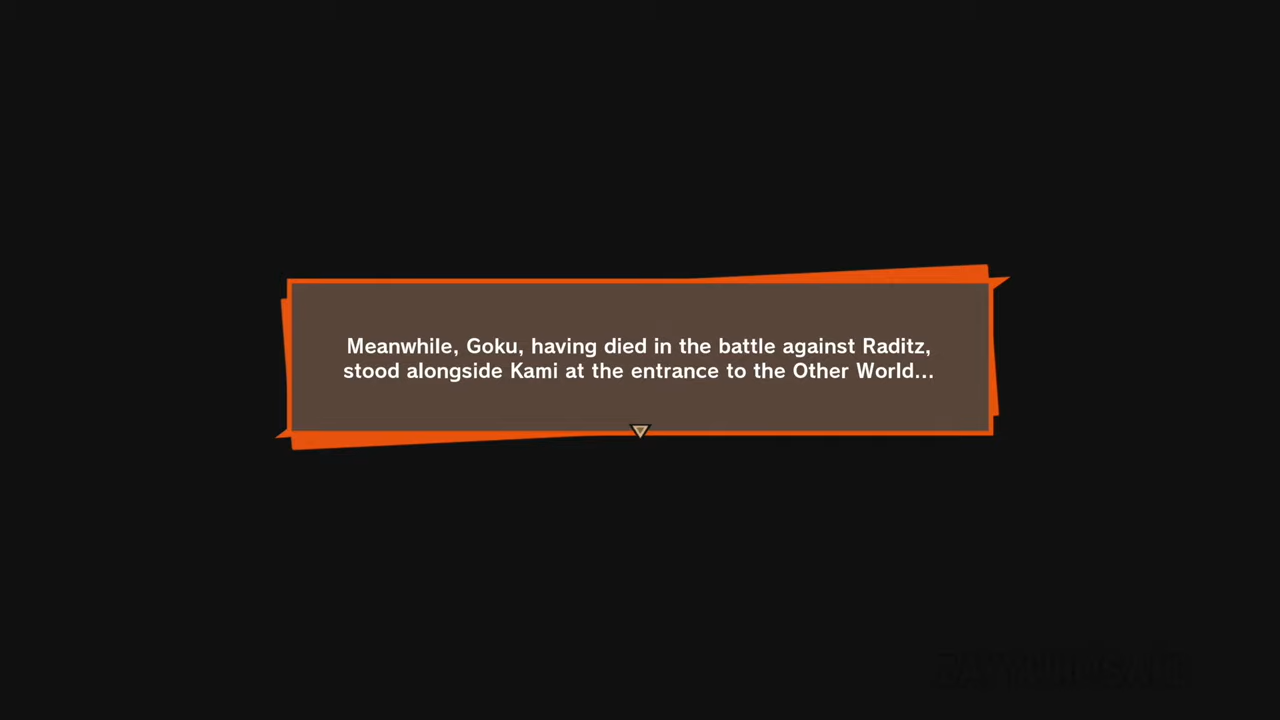 Meanwhile, Goku, having died in the battle against Raditz,
stood alongside Kami at the entrance to the Other World...